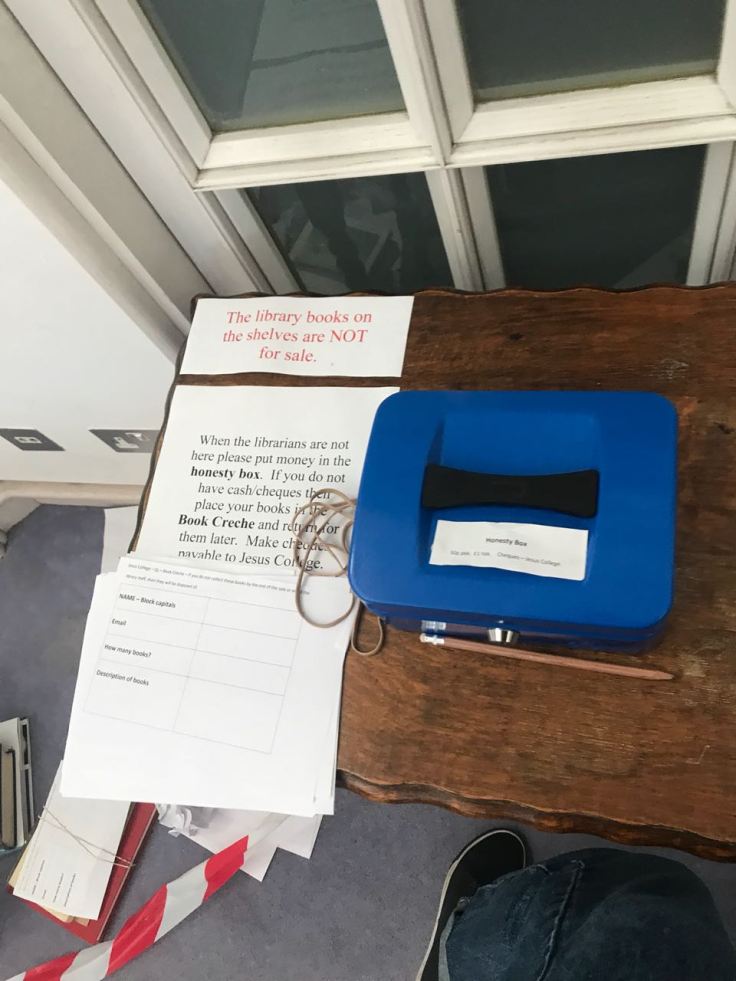 The library books on
the shelves are NOT
for sale.
When the librarians are not
here please put money in the
honesty box. If you do not
have cash/cheques then
place your books in the
Book Creche and return for
them later. Make cheques
payable to Jesus College.
Honesty Box
Cheques – Jesus College.
NAME – Block capitals
Email
How many books?
Description of books